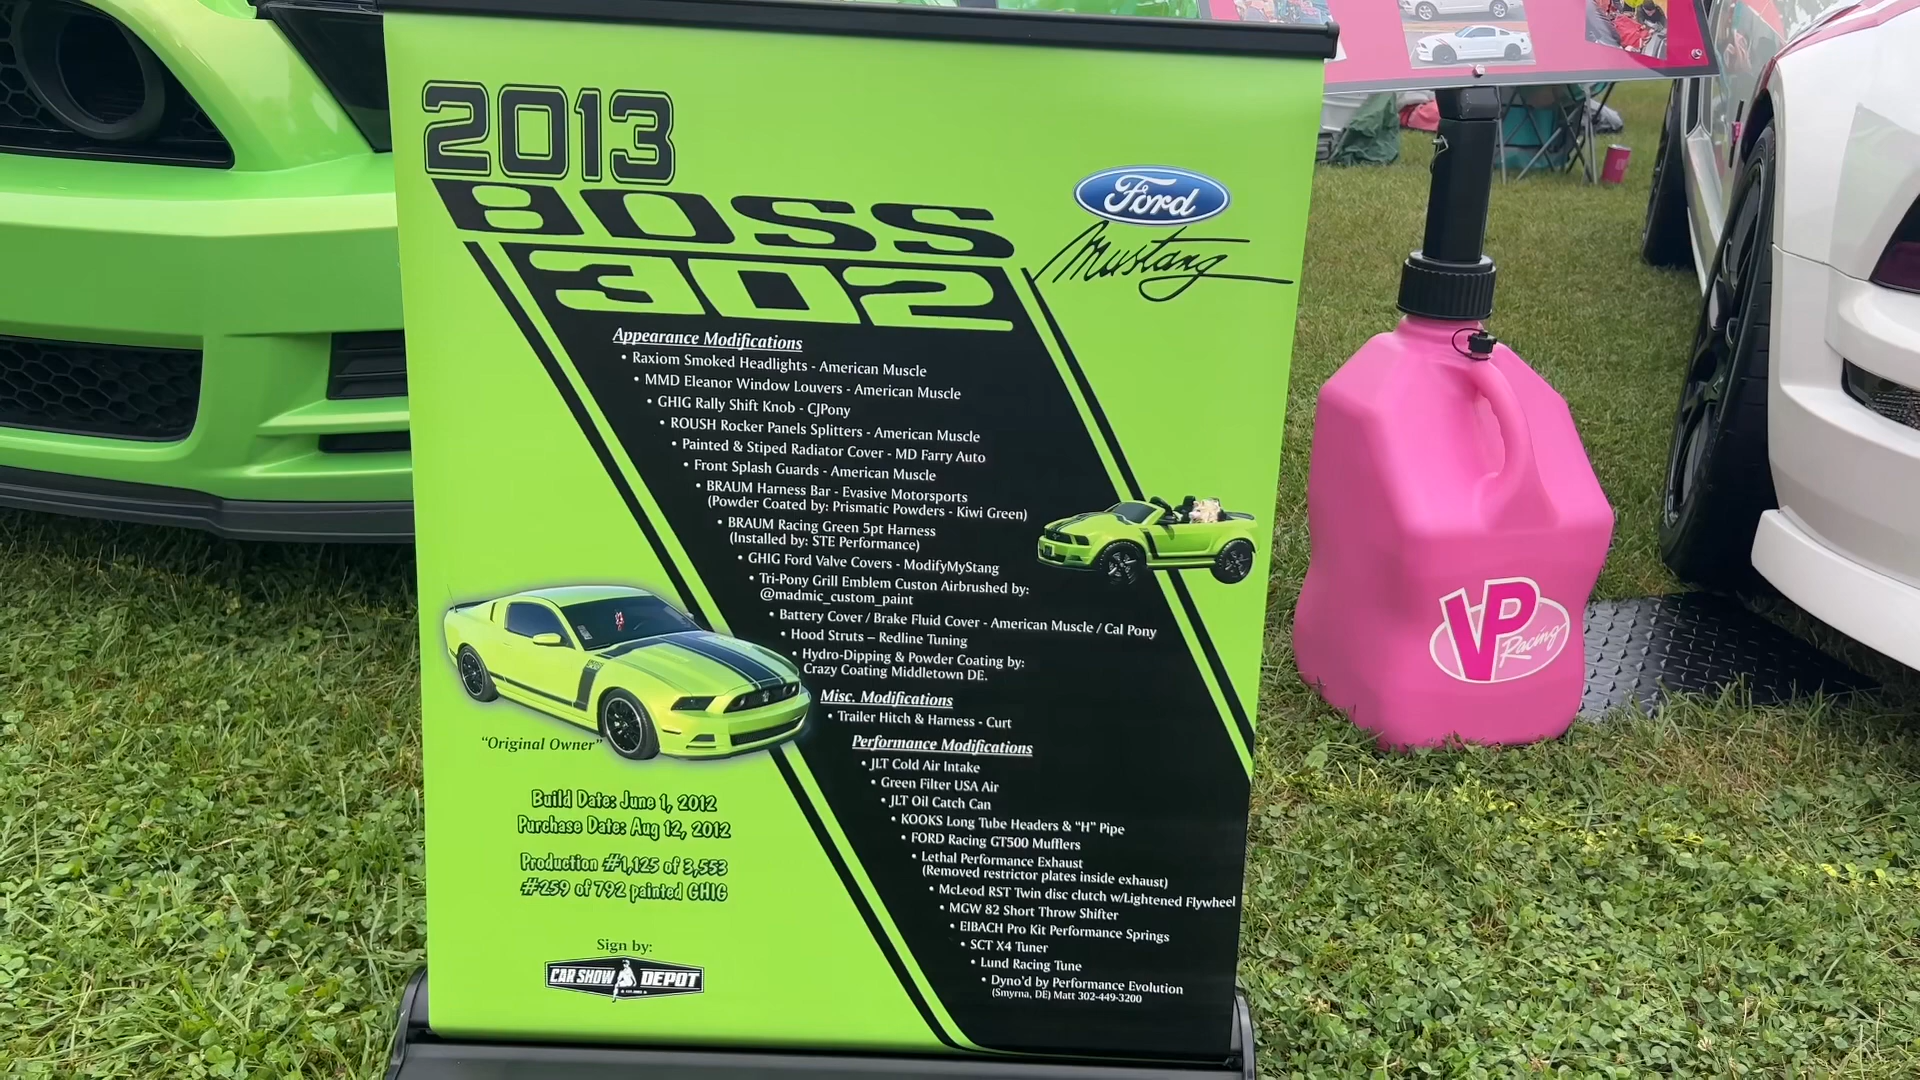 2013
BOSS
302
Ford
Mustang
Appearance Modifications
• Raxiom Smoked Headlights - American Muscle
• MMD Eleanor Window Louvers - American Muscle
• GHIG Rally Shift Knob - CJPony
• ROUSH Rocker Panels Splitters - American Muscle
• Painted & Stiped Radiator Cover - MD Farry Auto
• Front Splash Guards - American Muscle
• BRAUM Harness Bar - Evasive Motorsports
(Powder Coated by: Prismatic Powders - Kiwi Green)
• BRAUM Racing Green 5pt Harness
(Installed by: STE Performance)
• GHIG Ford Valve Covers - ModifyMyStang
• Tri-Pony Grill Emblem Custon Airbrushed by:
@madmic_custom_paint
• Battery Cover / Brake Fluid Cover - American Muscle / Cal Pony
• Hood Struts – Redline Tuning
• Hydro-Dipping & Powder Coating by:
Crazy Coating Middletown DE.
Misc. Modifications
• Trailer Hitch & Harness - Curt
Performance Modifications
• JLT Cold Air Intake
• Green Filter USA Air
• JLT Oil Catch Can
• KOOKS Long Tube Headers & "H" Pipe
• FORD Racing GT500 Mufflers
• Lethal Performance Exhaust
(Removed restrictor plates inside exhaust)
• McLeod RST Twin disc clutch w/Lightened Flywheel
• MGW 82 Short Throw Shifter
• EIBACH Pro Kit Performance Springs
• SCT X4 Tuner
• Lund Racing Tune
• Dyno'd by Performance Evolution
(Smyrna, DE) Matt 302-449-3200
"Original Owner"
Build Date: June 1, 2012
Purchase Date: Aug 12, 2012
Production #1,125 of 3,553
#259 of 792 painted GHIG
Sign by:
CAR SHOW DEPOT
VP
Racing